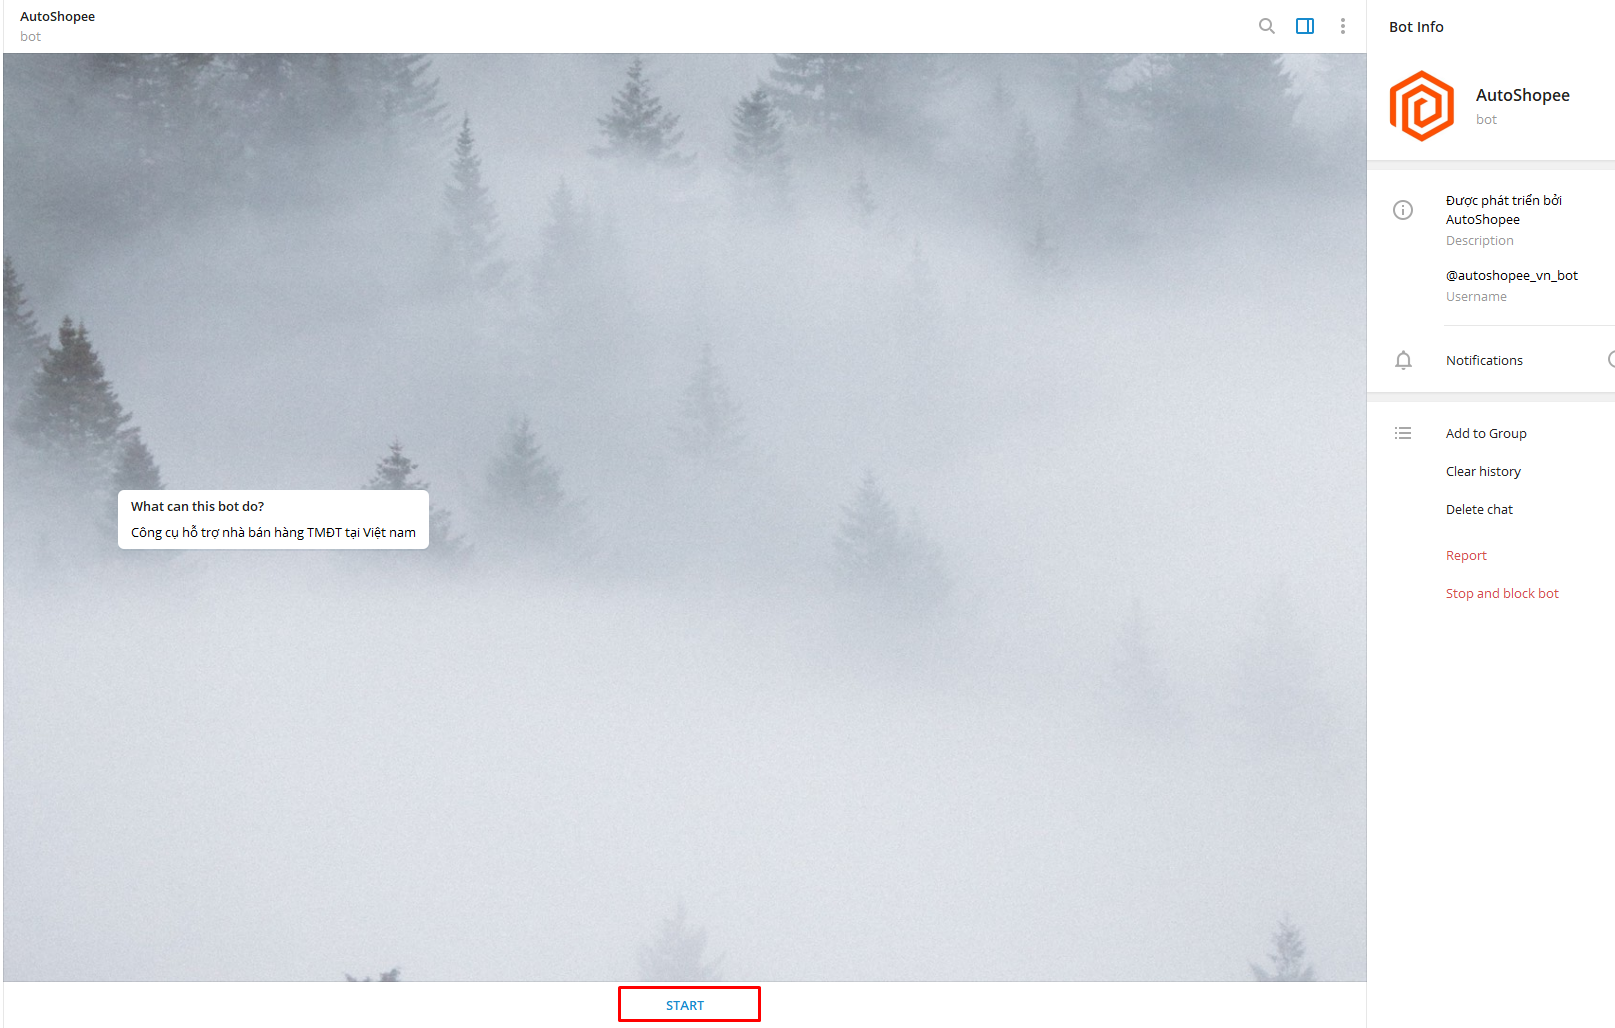 AutoShopee
bot
What can this bot do?
Công cụ hỗ trợ nhà bán hàng TMĐT tại Việt nam
START
Bot Info
AutoShopee
bot
Được phát triển bởi
AutoShopee
Description
@autoshopee_vn_bot
Username
Notifications
Add to Group
Clear history
Delete chat
Report
Stop and block bot